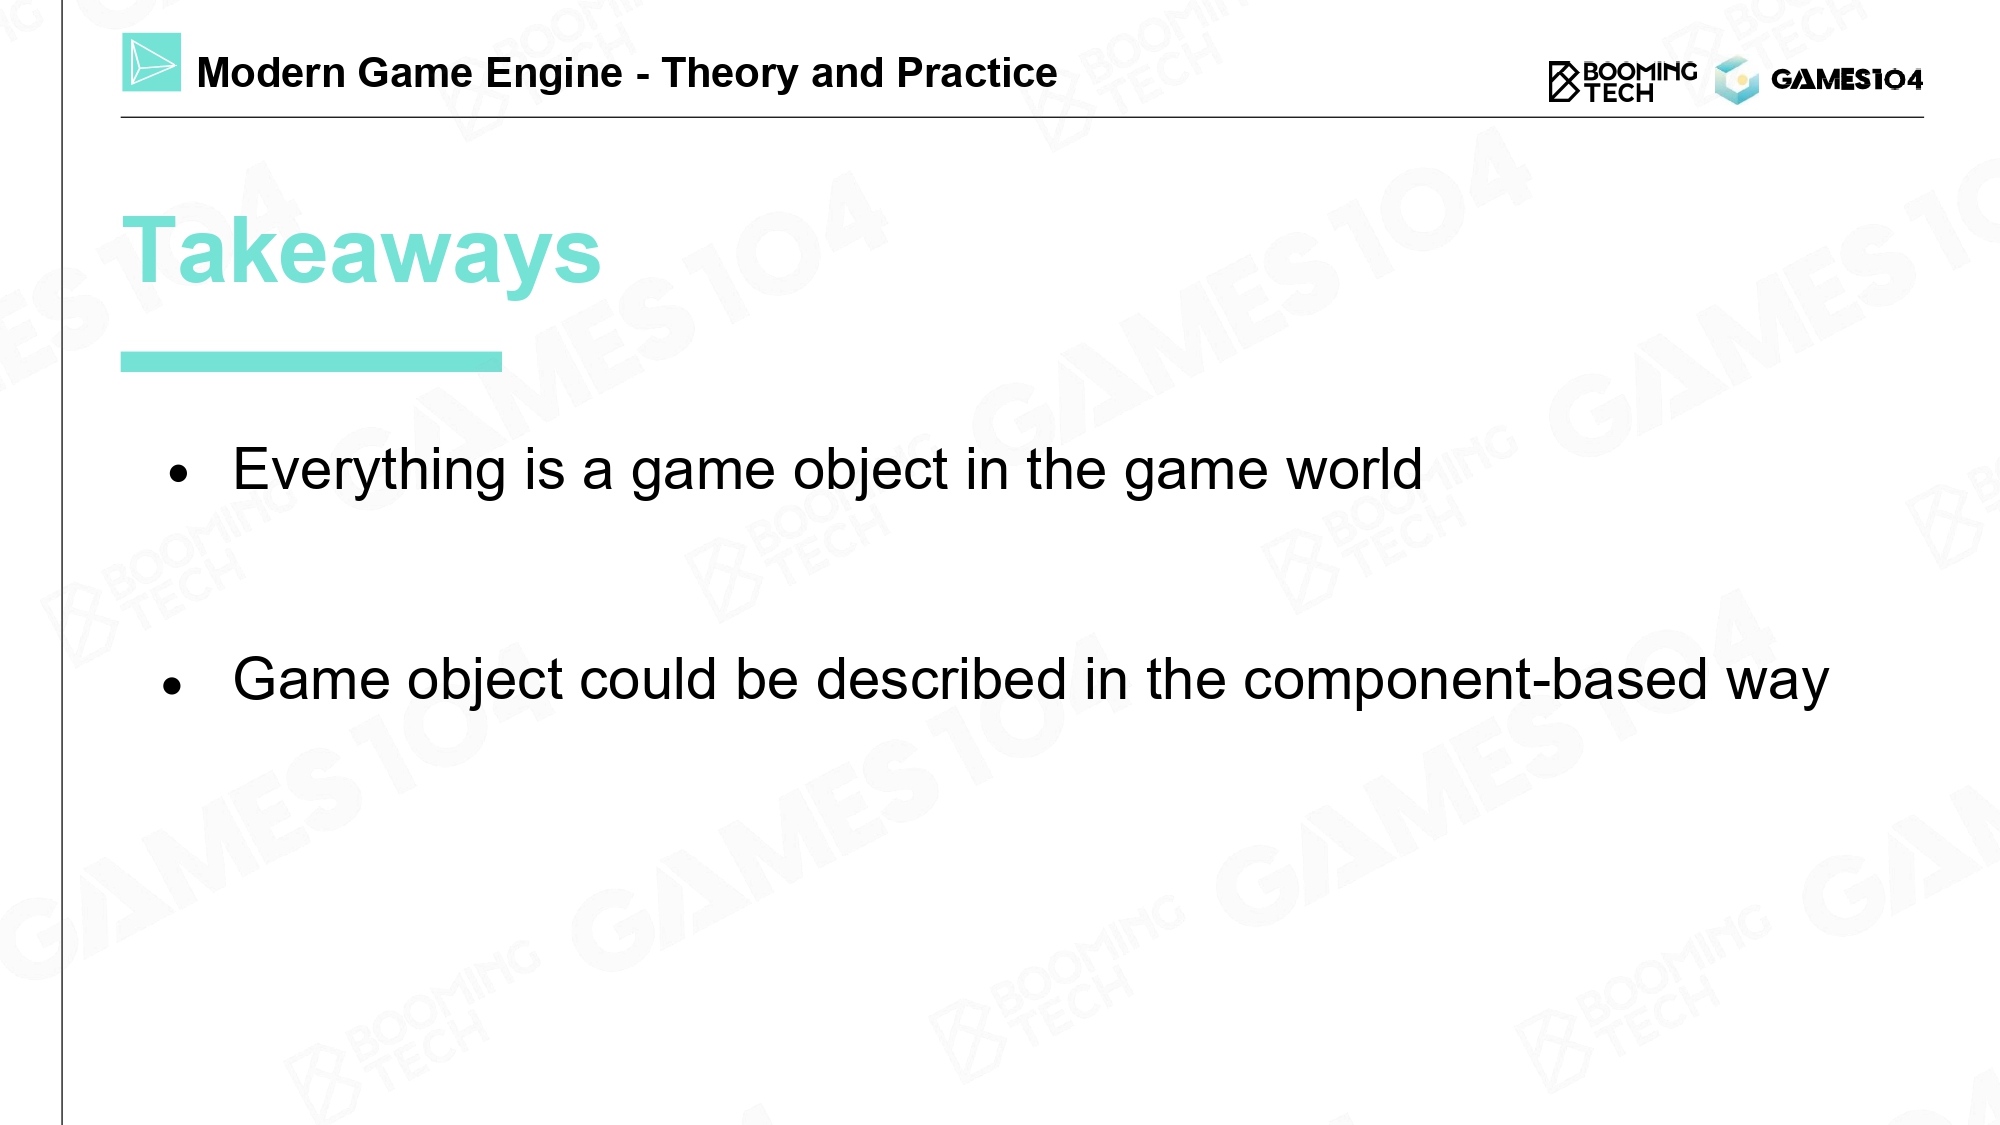 Modern Game Engine - Theory and Practice
BOOMING
TECH
GAMES104
Takeaways
• Everything is a game object in the game world
• Game object could be described in the component-based way